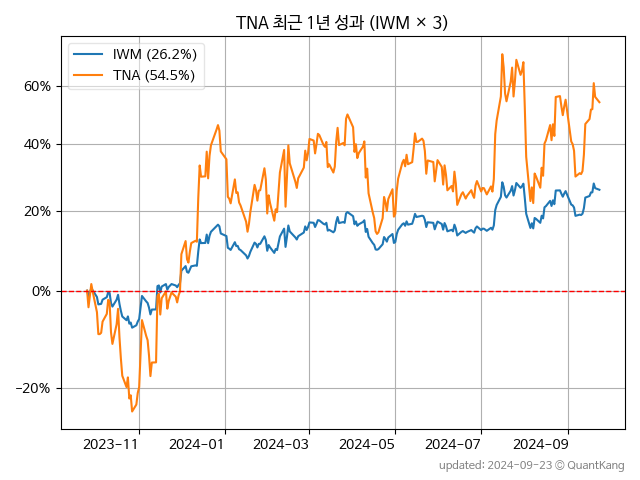 TNA 최근 1년 성과 (IWM × 3)
IWM (26.2%)
TNA (54.5%)
60%
40%
20%
0%
−20%
2023−11
2024−01
2024−03
2024−05
2024−07
2024−09
updated: 2024-09-23 © QuantKang